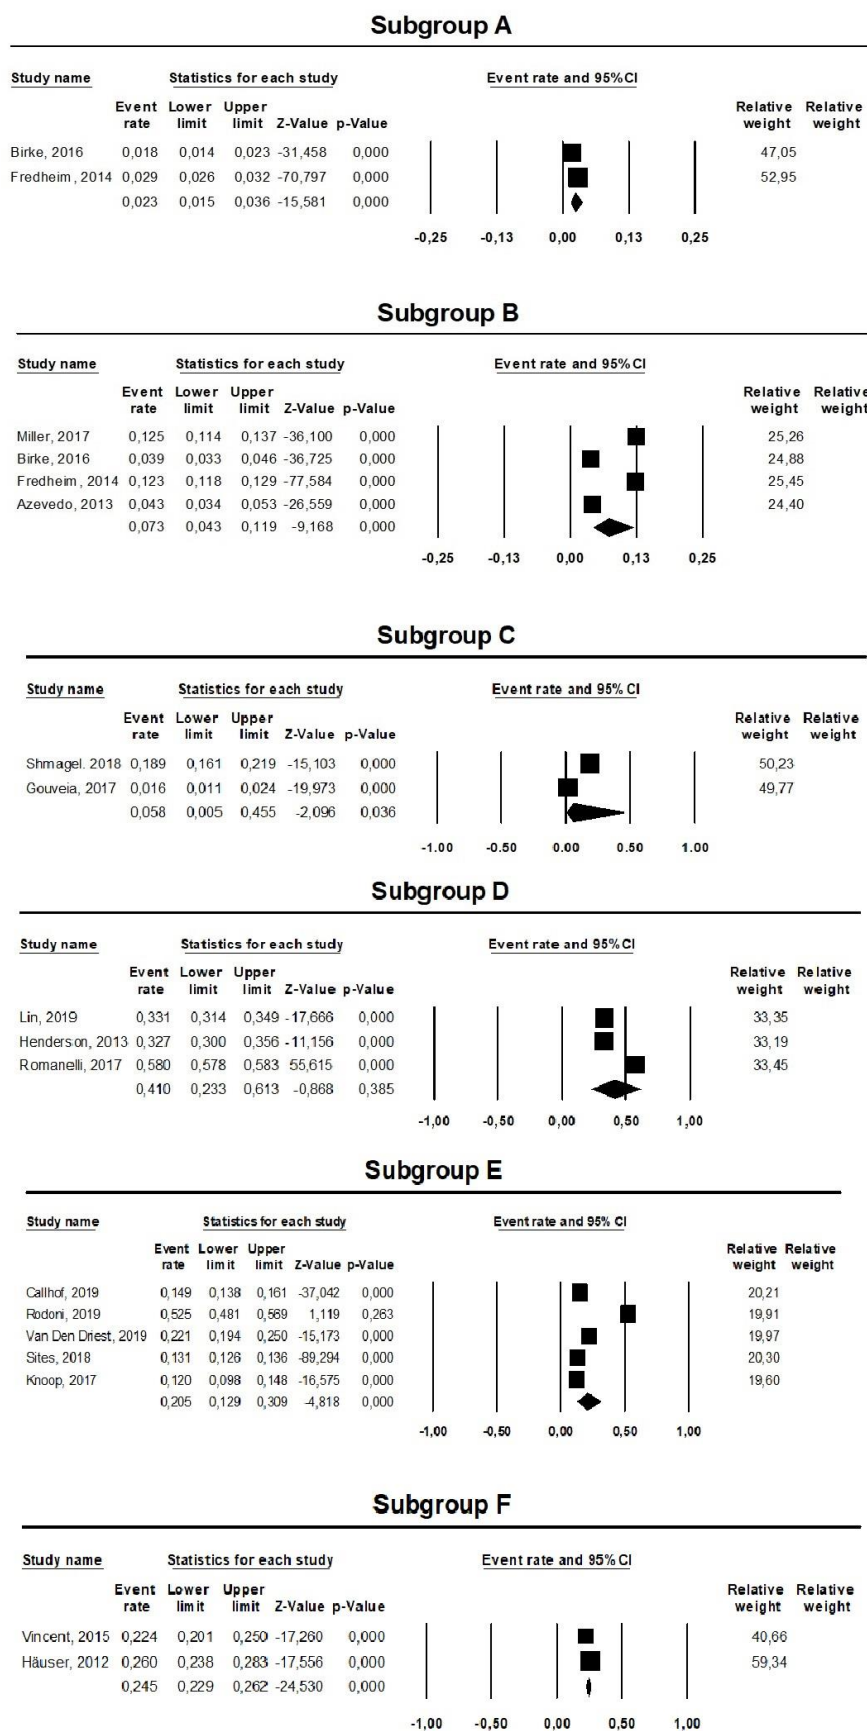 Subgroup A
Study name Statistics for each study Event rate and 95%CI
Event Lower Upper Relative Relative
rate limit limit Z-Value p-Value weight weight
Birke, 2016 0,018 0,014 0,023 -31,458 0,000 47,05
Fredheim, 2014 0,029 0,026 0,032 -70,797 0,000 52,95
0,023 0,015 0,036 -15,581 0,000
-0,25 -0,13 0,00 0,13 0,25
Subgroup B
Study name Statistics for each study Event rate and 95%CI
Event Lower Upper Relative Relative
rate limit limit Z-Value p-Value weight weight
Miller, 2017 0,125 0,114 0,137 -36,100 0,000 25,26
Birke, 2016 0,039 0,033 0,046 -36,725 0,000 24,88
Fredheim, 2014 0,123 0,118 0,129 -77,584 0,000 25,45
Azevedo, 2013 0,043 0,034 0,053 -26,559 0,000 24,40
0,073 0,043 0,119 -9,168 0,000
-0,25 -0,13 0,00 0,13 0,25
Subgroup C
Study name Statistics for each study Event rate and 95% CI
Event Lower Upper Relative Relative
rate limit limit Z-Value p-Value weight weight
Shmagel. 2018 0,189 0,161 0,219 -15,103 0,000 50,23
Gouveia, 2017 0,016 0,011 0,024 -19,973 0,000 49,77
0,058 0,005 0,455 -2,096 0,036
-1.00 -0.50 0.00 0.50 1.00
Subgroup D
Study name Statistics for each study Event rate and 95%CI
Event Lower Upper Relative Relative
rate limit limit Z-Value p-Value weight weight
Lin, 2019 0,331 0,314 0,349 -17,666 0,000 33,35
Henderson, 2013 0,327 0,300 0,356 -11,156 0,000 33,19
Romanelli, 2017 0,580 0,578 0,583 55,615 0,000 33,45
0,410 0,233 0,613 -0,868 0,385
-1,00 -0,50 0,00 0,50 1,00
Subgroup E
Study name Statistics for each study Event rate and 95% CI
Event Lower Upper Relative Relative
rate limit limit Z-Value p-Value weight weight
Callhof, 2019 0,149 0,138 0,161 -37,042 0,000 20,21
Rodoni, 2019 0,525 0,481 0,569 1,119 0,263 19,91
Van Den Driest, 2019 0,221 0,194 0,250 -15,173 0,000 19,97
Sites, 2018 0,131 0,126 0,136 -89,294 0,000 20,30
Knoop, 2017 0,120 0,098 0,148 -16,575 0,000 19,60
0,205 0,129 0,309 -4,818 0,000
-1,00 -0,50 0,00 0,50 1,00
Subgroup F
Study name Statistics for each study Event rate and 95%CI
Event Lower Upper Relative Relative
rate limit limit Z-Value p-Value weight weight
Vincent, 2015 0,224 0,201 0,250 -17,260 0,000 40,66
Häuser, 2012 0,260 0,238 0,283 -17,556 0,000 59,34
0,245 0,229 0,262 -24,530 0,000
-1,00 -0,50 0,00 0,50 1,00